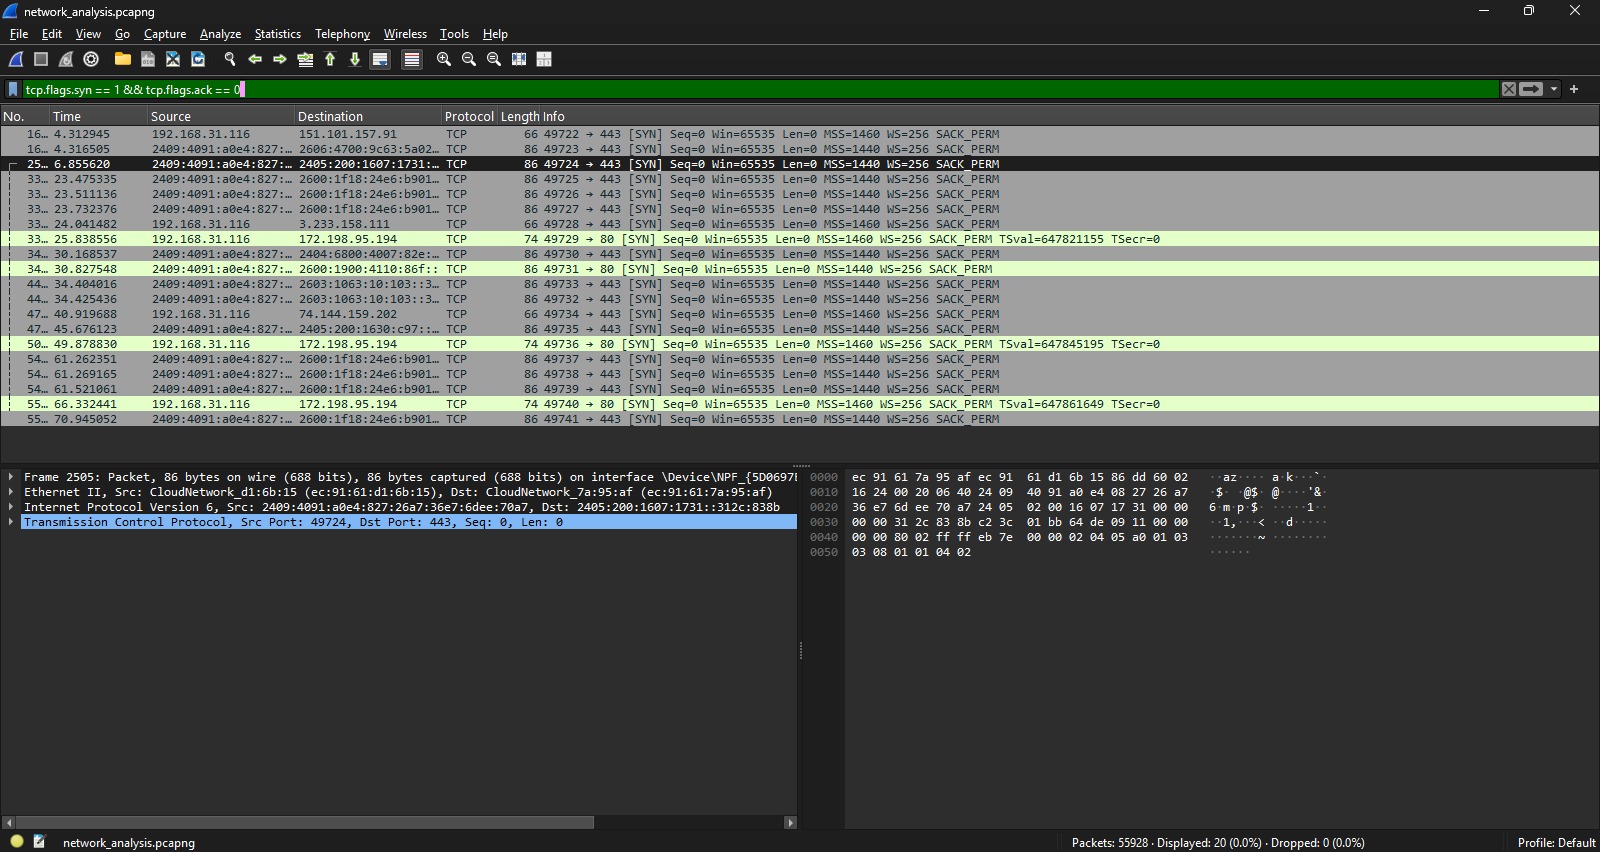 network_analysis.pcapng
File Edit View Go Capture Analyze Statistics Telephony Wireless Tools Help
tcp.flags.syn == 1 && tcp.flags.ack == 0
No. Time Source Destination Protocol Length Info
16… 4.312945 192.168.31.116 151.101.157.91 TCP 66 49722 → 443 [SYN] Seq=0 Win=65535 Len=0 MSS=1460 WS=256 SACK_PERM
16… 4.316505 2409:4091:a0e4:827:… 2606:4700:9c63:5a02… TCP 86 49723 → 443 [SYN] Seq=0 Win=65535 Len=0 MSS=1440 WS=256 SACK_PERM
25… 6.855620 2409:4091:a0e4:827:… 2405:200:1607:1731:… TCP 86 49724 → 443 [SYN] Seq=0 Win=65535 Len=0 MSS=1440 WS=256 SACK_PERM
33… 23.475335 2409:4091:a0e4:827:… 2600:1f18:24e6:b901… TCP 86 49725 → 443 [SYN] Seq=0 Win=65535 Len=0 MSS=1440 WS=256 SACK_PERM
33… 23.511136 2409:4091:a0e4:827:… 2600:1f18:24e6:b901… TCP 86 49726 → 443 [SYN] Seq=0 Win=65535 Len=0 MSS=1440 WS=256 SACK_PERM
33… 23.732376 2409:4091:a0e4:827:… 2600:1f18:24e6:b901… TCP 86 49727 → 443 [SYN] Seq=0 Win=65535 Len=0 MSS=1440 WS=256 SACK_PERM
33… 24.041482 192.168.31.116 3.233.158.111 TCP 66 49728 → 443 [SYN] Seq=0 Win=65535 Len=0 MSS=1460 WS=256 SACK_PERM
33… 25.838556 192.168.31.116 172.198.95.194 TCP 74 49729 → 80 [SYN] Seq=0 Win=65535 Len=0 MSS=1460 WS=256 SACK_PERM TSval=647821155 TSecr=0
34… 30.168537 2409:4091:a0e4:827:… 2404:6800:4007:82e:… TCP 86 49730 → 443 [SYN] Seq=0 Win=65535 Len=0 MSS=1440 WS=256 SACK_PERM
34… 30.827548 2409:4091:a0e4:827:… 2600:1900:4110:86f:: TCP 86 49731 → 80 [SYN] Seq=0 Win=65535 Len=0 MSS=1440 WS=256 SACK_PERM
44… 34.404016 2409:4091:a0e4:827:… 2603:1063:10:103::3… TCP 86 49733 → 443 [SYN] Seq=0 Win=65535 Len=0 MSS=1440 WS=256 SACK_PERM
44… 34.425436 2409:4091:a0e4:827:… 2603:1063:10:103::3… TCP 86 49732 → 443 [SYN] Seq=0 Win=65535 Len=0 MSS=1440 WS=256 SACK_PERM
47… 40.919688 192.168.31.116 74.144.159.202 TCP 66 49734 → 443 [SYN] Seq=0 Win=65535 Len=0 MSS=1460 WS=256 SACK_PERM
47… 45.676123 2409:4091:a0e4:827:… 2405:200:1630:c97::… TCP 86 49735 → 443 [SYN] Seq=0 Win=65535 Len=0 MSS=1440 WS=256 SACK_PERM
50… 49.878830 192.168.31.116 172.198.95.194 TCP 74 49736 → 80 [SYN] Seq=0 Win=65535 Len=0 MSS=1460 WS=256 SACK_PERM TSval=647845195 TSecr=0
54… 61.262351 2409:4091:a0e4:827:… 2600:1f18:24e6:b901… TCP 86 49737 → 443 [SYN] Seq=0 Win=65535 Len=0 MSS=1440 WS=256 SACK_PERM
54… 61.269165 2409:4091:a0e4:827:… 2600:1f18:24e6:b901… TCP 86 49738 → 443 [SYN] Seq=0 Win=65535 Len=0 MSS=1440 WS=256 SACK_PERM
54… 61.521061 2409:4091:a0e4:827:… 2600:1f18:24e6:b901… TCP 86 49739 → 443 [SYN] Seq=0 Win=65535 Len=0 MSS=1440 WS=256 SACK_PERM
55… 66.332441 192.168.31.116 172.198.95.194 TCP 74 49740 → 80 [SYN] Seq=0 Win=65535 Len=0 MSS=1460 WS=256 SACK_PERM TSval=647861649 TSecr=0
55… 70.945052 2409:4091:a0e4:827:… 2600:1f18:24e6:b901… TCP 86 49741 → 443 [SYN] Seq=0 Win=65535 Len=0 MSS=1440 WS=256 SACK_PERM
Frame 2505: Packet, 86 bytes on wire (688 bits), 86 bytes captured (688 bits) on interface \Device\NPF_{5D0697
Ethernet II, Src: CloudNetwork_d1:6b:15 (ec:91:61:d1:6b:15), Dst: CloudNetwork_7a:95:af (ec:91:61:7a:95:af)
Internet Protocol Version 6, Src: 2409:4091:a0e4:827:26a7:36e7:6dee:70a7, Dst: 2405:200:1607:1731::312c:838b
Transmission Control Protocol, Src Port: 49724, Dst Port: 443, Seq: 0, Len: 0
0000 ec 91 61 7a 95 af ec 91 61 d1 6b 15 86 dd 60 02 ··az···· a·k···`·
0010 16 24 00 20 06 40 24 09 40 91 a0 e4 08 27 26 a7 ·$· ·@$· @····'&·
0020 36 e7 6d ee 70 a7 24 05 02 00 16 07 17 31 00 00 6·m·p·$· ·····1··
0030 00 00 31 2c 83 8b c2 3c 01 bb 64 de 09 11 00 00 ··1,···< ··d·····
0040 00 00 80 02 ff ff eb 7e 00 00 02 04 05 a0 01 03 ·······~ ········
0050 03 08 01 01 04 02 ······
network_analysis.pcapng
Packets: 55928 · Displayed: 20 (0.0%) · Dropped: 0 (0.0%)
Profile: Default